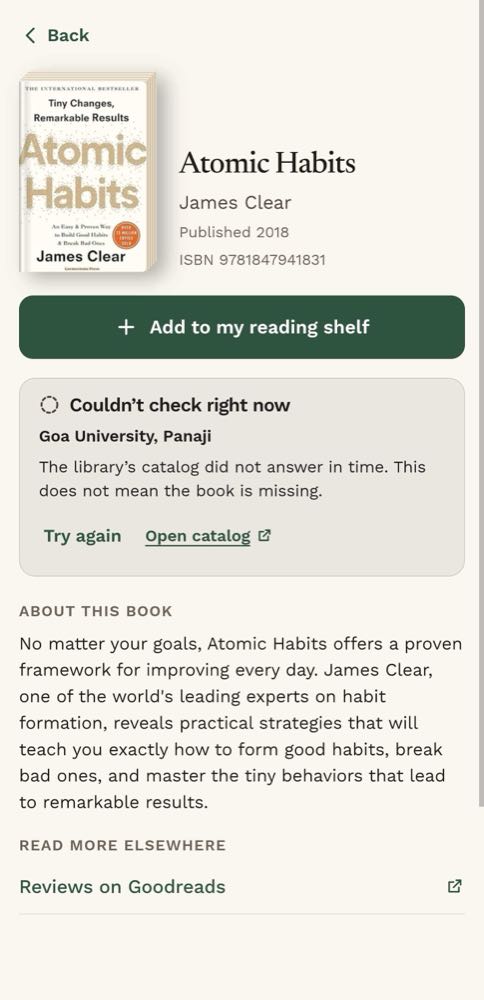 Back
THE INTERNATIONAL BESTSELLER
Tiny Changes,
Remarkable Results
Atomic
Habits
An Easy & Proven Way
to Build Good Habits
& Break Bad Ones
James Clear
Atomic Habits
James Clear
Published 2018
ISBN 9781847941831
Add to my reading shelf
Couldn’t check right now
Goa University, Panaji
The library’s catalog did not answer in time. This
does not mean the book is missing.
Try again Open catalog
ABOUT THIS BOOK
No matter your goals, Atomic Habits offers a proven
framework for improving every day. James Clear,
one of the world's leading experts on habit
formation, reveals practical strategies that will
teach you exactly how to form good habits, break
bad ones, and master the tiny behaviors that lead
to remarkable results.
READ MORE ELSEWHERE
Reviews on Goodreads